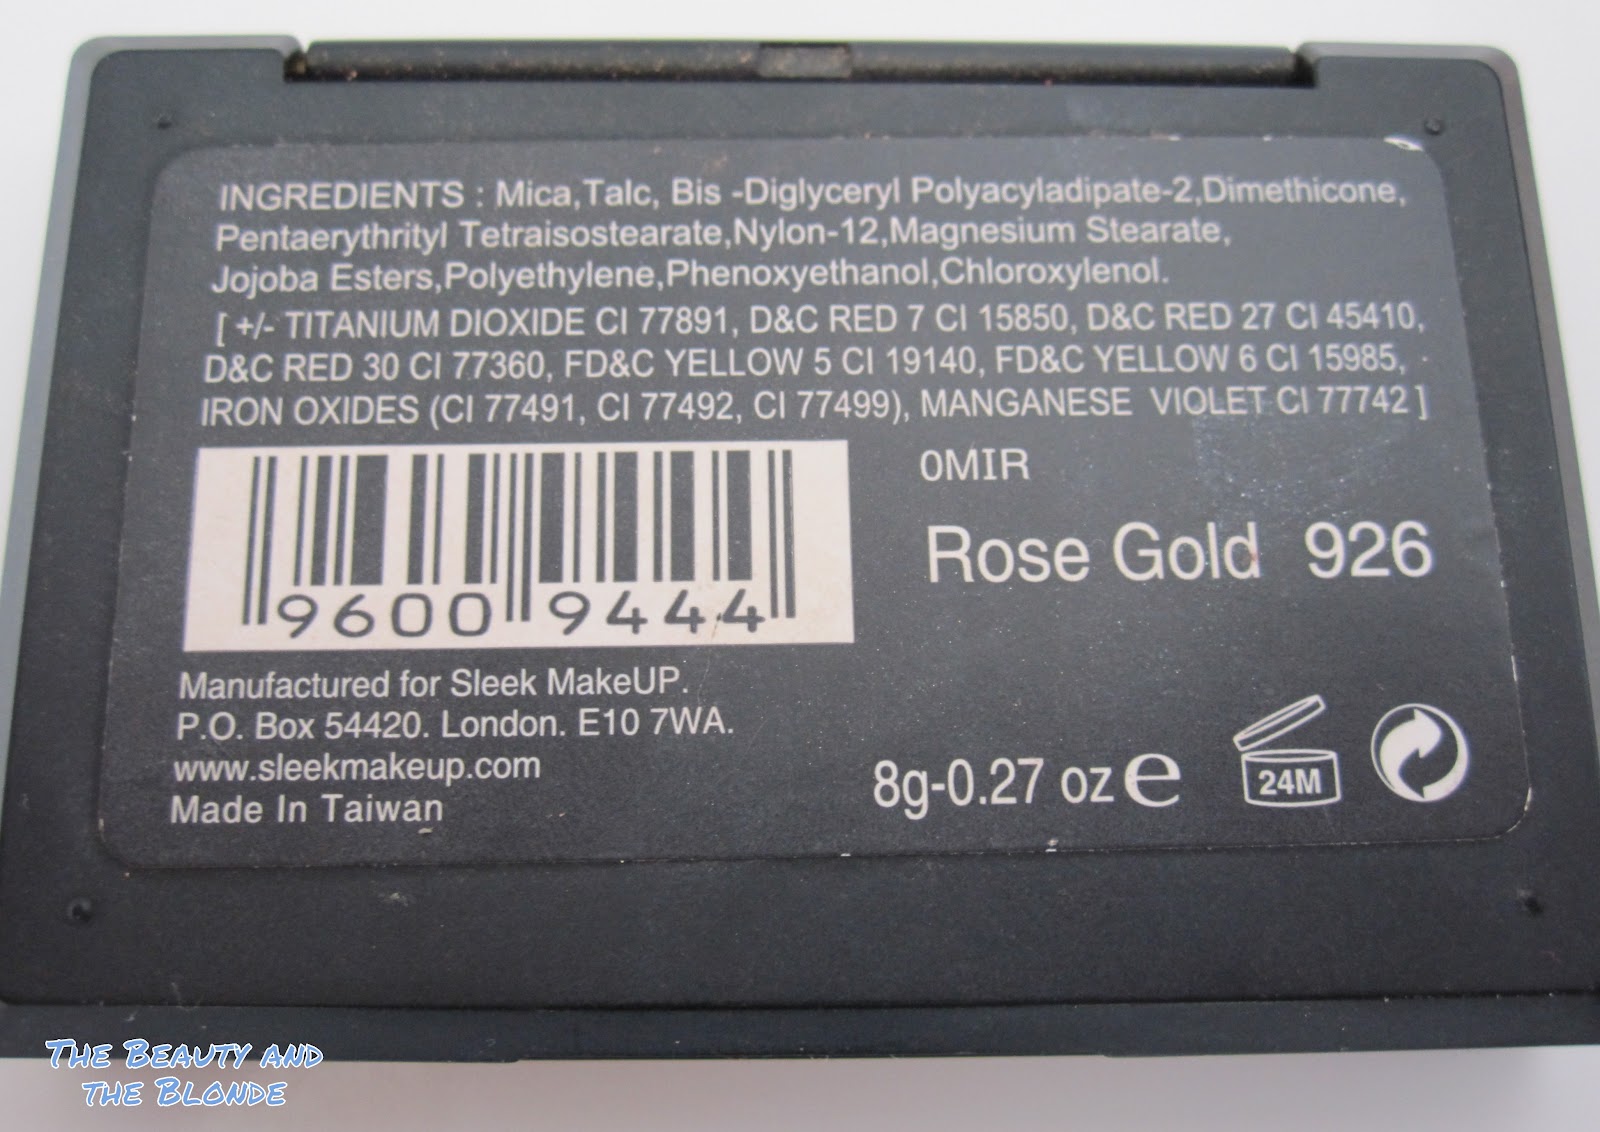 INGREDIENTS : Mica,Talc, Bis -Diglyceryl Polyacyladipate-2,Dimethicone,
Pentaerythrityl Tetraisostearate,Nylon-12,Magnesium Stearate,
Jojoba Esters,Polyethylene,Phenoxyethanol,Chloroxylenol.
[ +/- TITANIUM DIOXIDE CI 77891, D&C RED 7 CI 15850, D&C RED 27 CI 45410,
D&C RED 30 CI 77360, FD&C YELLOW 5 CI 19140, FD&C YELLOW 6 CI 15985,
IRON OXIDES (CI 77491, CI 77492, CI 77499), MANGANESE VIOLET CI 77742 ]
0MIR
Rose Gold 926
9600 9444
Manufactured for Sleek MakeUP.
P.O. Box 54420. London. E10 7WA.
www.sleekmakeup.com
Made In Taiwan
8g-0.27 oz e
24M
The Beauty and
the Blonde